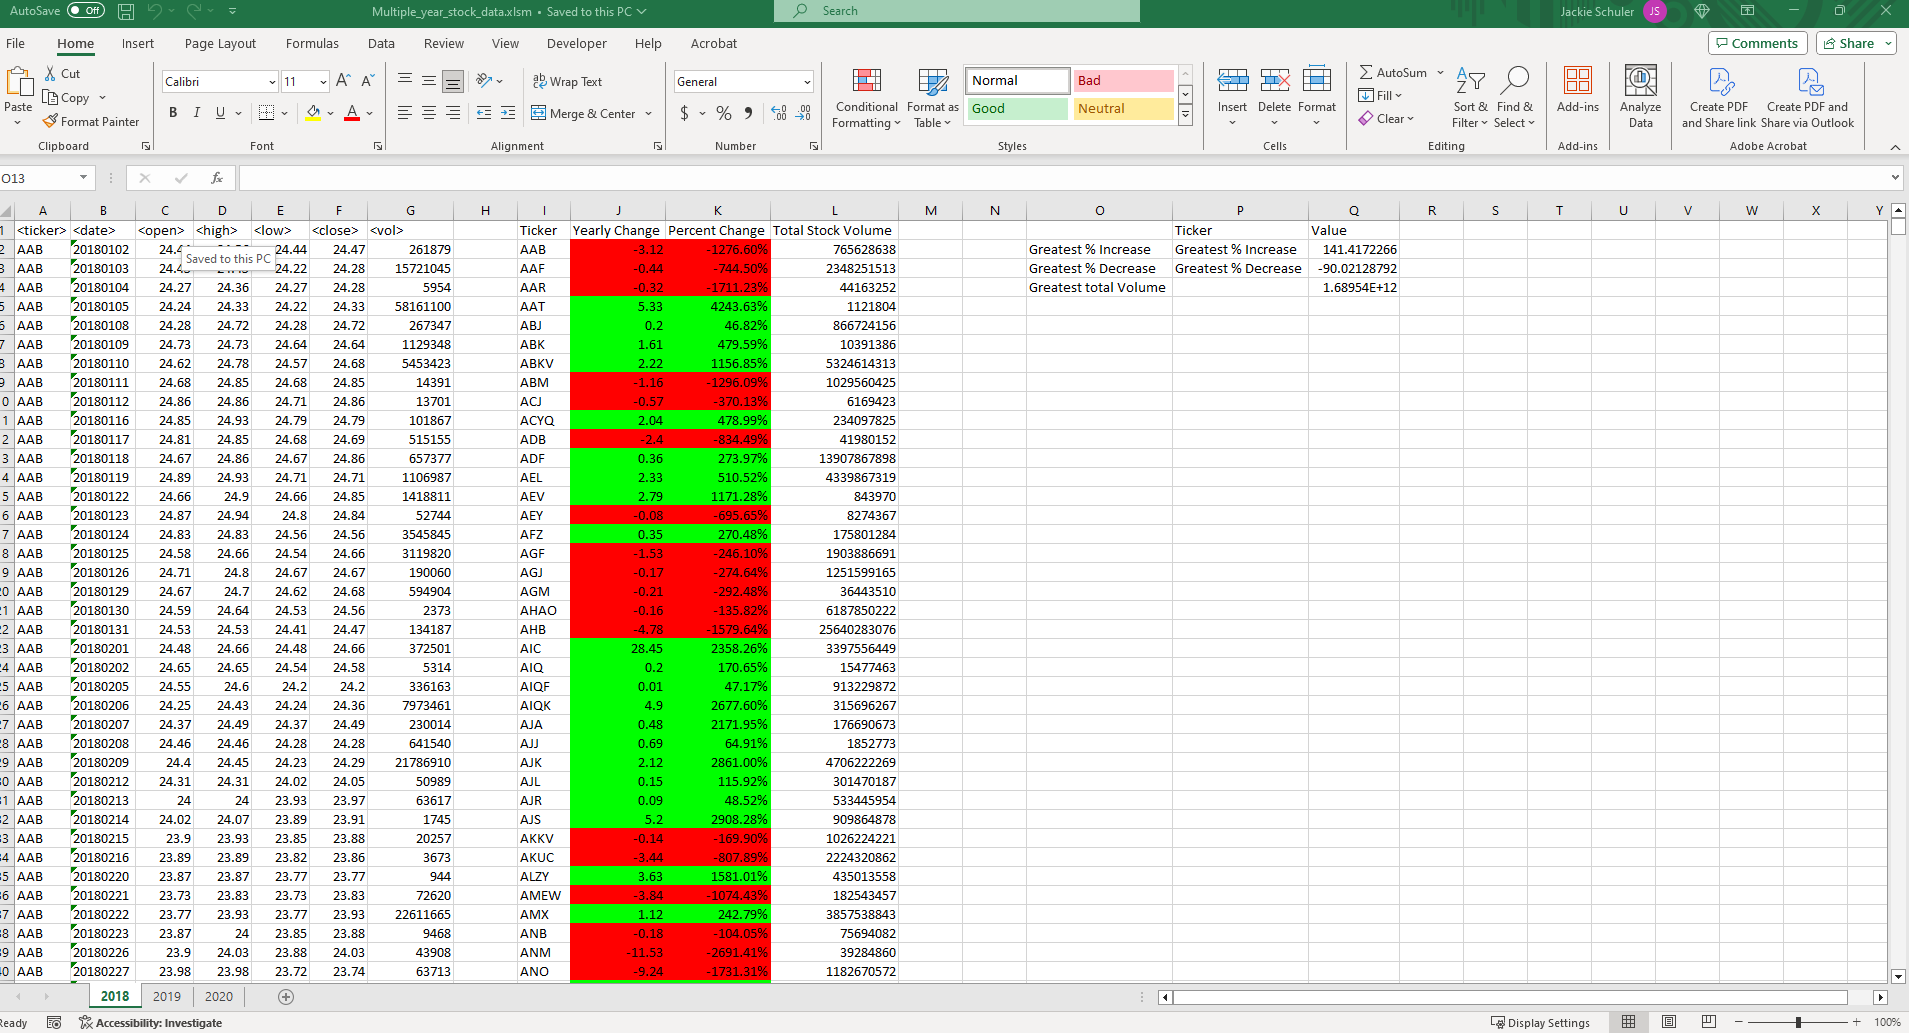 AutoSave Off Multiple_year_stock_data.xlsm • Saved to this PC Search Jackie Schuler JS
File Home Insert Page Layout Formulas Data Review View Developer Help Acrobat Comments Share
Paste Cut Copy Format Painter Clipboard
Calibri 11 A A B I U A Font
ab Wrap Text Merge & Center Alignment
General $ % Number
Conditional Formatting Format as Table Normal Bad Good Neutral Styles
Insert Delete Format Cells
AutoSum Fill Clear Sort & Filter Find & Select Editing
Add-ins Add-ins
Analyze Data
Create PDF and Share link Create PDF and Share via Outlook Adobe Acrobat
O13 fx
A B C D E F G H I J K L M N O P Q R S T U V W X Y
1 <ticker> <date> <open> <high> <low> <close> <vol> Ticker Yearly Change Percent Change Total Stock Volume Ticker Value
2 AAB 20180102 24.44 24.47 261879 AAB -3.12 -1276.60% 765628638 Greatest % Increase Greatest % Increase 141.4172266
Saved to this PC
3 AAB 20180103 24.22 24.28 15721045 AAF -0.44 -744.50% 2348251513 Greatest % Decrease Greatest % Decrease -90.02128792
4 AAB 20180104 24.27 24.36 24.27 24.28 5954 AAR -0.32 -1711.23% 44163252 Greatest total Volume 1.68954E+12
5 AAB 20180105 24.24 24.33 24.22 24.33 58161100 AAT 5.33 4243.63% 1121804
6 AAB 20180108 24.28 24.72 24.28 24.72 267347 ABJ 0.2 46.82% 866724156
7 AAB 20180109 24.73 24.73 24.64 24.64 1129348 ABK 1.61 479.59% 10391386
8 AAB 20180110 24.62 24.78 24.57 24.68 5453423 ABKV 2.22 1156.85% 5324614313
9 AAB 20180111 24.68 24.85 24.68 24.85 14391 ABM -1.16 -1296.09% 1029560425
0 AAB 20180112 24.86 24.86 24.71 24.86 13701 ACJ -0.57 -370.13% 6169423
1 AAB 20180116 24.85 24.93 24.79 24.79 101867 ACYQ 2.04 478.99% 234097825
2 AAB 20180117 24.81 24.85 24.68 24.69 515155 ADB -2.4 -834.49% 41980152
3 AAB 20180118 24.67 24.86 24.67 24.86 657377 ADF 0.36 273.97% 13907867898
4 AAB 20180119 24.89 24.93 24.71 24.71 1106987 AEL 2.33 510.52% 4339867319
5 AAB 20180122 24.66 24.9 24.66 24.85 1418811 AEV 2.79 1171.28% 843970
6 AAB 20180123 24.87 24.94 24.8 24.84 52744 AEY -0.08 -695.65% 8274367
7 AAB 20180124 24.83 24.83 24.56 24.56 3545845 AFZ 0.35 270.48% 175801284
8 AAB 20180125 24.58 24.66 24.54 24.66 3119820 AGF -1.53 -246.10% 1903886691
9 AAB 20180126 24.71 24.8 24.67 24.67 190060 AGJ -0.17 -274.64% 1251599165
20 AAB 20180129 24.67 24.7 24.62 24.68 594904 AGM -0.21 -292.48% 36443510
21 AAB 20180130 24.59 24.64 24.53 24.56 2373 AHAO -0.16 -135.82% 6187850222
22 AAB 20180131 24.53 24.53 24.41 24.47 134187 AHB -4.78 -1579.64% 25640283076
23 AAB 20180201 24.48 24.66 24.48 24.66 372501 AIC 28.45 2358.26% 3397556449
24 AAB 20180202 24.65 24.65 24.54 24.58 5314 AIQ 0.2 170.65% 15477463
25 AAB 20180205 24.55 24.6 24.2 24.2 336163 AIQF 0.01 47.17% 913229872
26 AAB 20180206 24.25 24.43 24.24 24.36 7973461 AIQK 4.9 2677.60% 315696267
27 AAB 20180207 24.37 24.49 24.37 24.49 230014 AJA 0.48 2171.95% 176690673
28 AAB 20180208 24.46 24.46 24.28 24.28 641540 AJJ 0.69 64.91% 1852773
29 AAB 20180209 24.4 24.45 24.23 24.29 21786910 AJK 2.12 2861.00% 4706222269
30 AAB 20180212 24.31 24.31 24.02 24.05 50989 AJL 0.15 115.92% 301470187
31 AAB 20180213 24 24 23.93 23.97 63617 AJR 0.09 48.52% 533445954
32 AAB 20180214 24.02 24.07 23.89 23.91 1745 AJS 5.2 2908.28% 909864878
33 AAB 20180215 23.9 23.93 23.85 23.88 20257 AKKV -0.14 -169.90% 1026224221
34 AAB 20180216 23.89 23.89 23.82 23.86 3673 AKUC -3.44 -807.89% 2224320862
35 AAB 20180220 23.87 23.87 23.77 23.77 944 ALZY 3.63 1581.01% 435013558
36 AAB 20180221 23.73 23.83 23.73 23.83 72620 AMEW -3.84 -1074.43% 182543457
37 AAB 20180222 23.77 23.93 23.77 23.93 22611665 AMX 1.12 242.79% 3857538843
38 AAB 20180223 23.87 24 23.85 23.88 9468 ANB -0.18 -104.05% 75694082
39 AAB 20180226 23.9 24.03 23.88 24.03 43908 ANM -11.53 -2691.41% 39284860
40 AAB 20180227 23.98 23.98 23.72 23.74 63713 ANO -9.24 -1731.31% 1182670572
2018 2019 2020
Ready Accessibility: Investigate Display Settings 100%